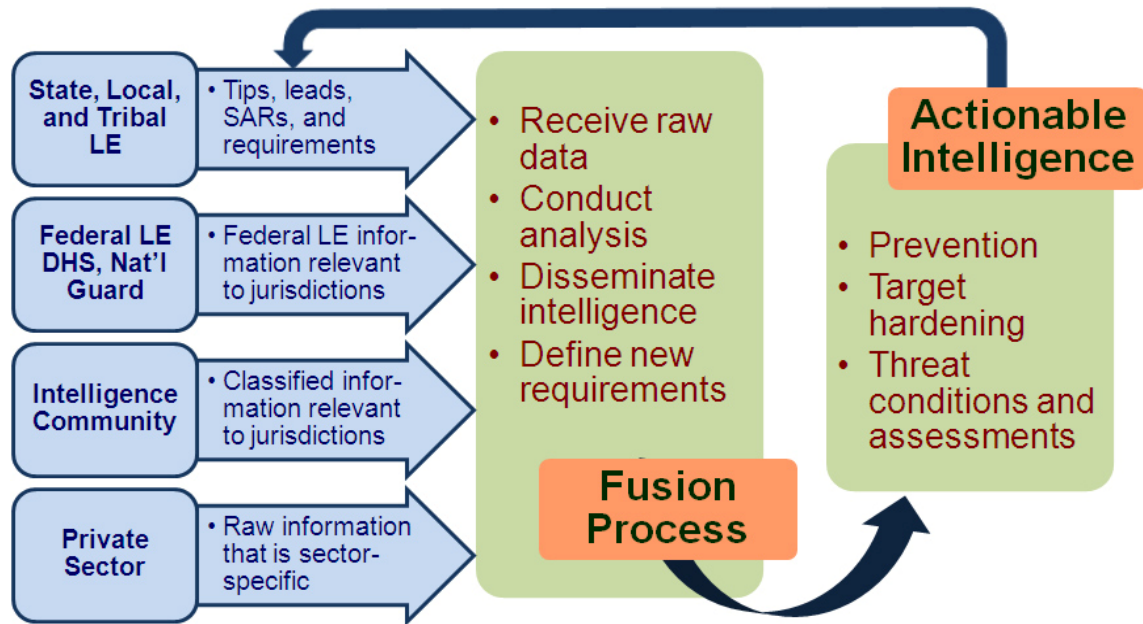 State, Local,
and Tribal
LE
• Tips, leads,
SARs, and
requirements
Federal LE
DHS, Nat'l
Guard
• Federal LE infor-
mation relevant
to jurisdictions
Intelligence
Community
• Classified infor-
mation relevant
to jurisdictions
Private
Sector
• Raw information
that is sector-
specific
• Receive raw
data
• Conduct
analysis
• Disseminate
intelligence
• Define new
requirements
Fusion
Process
Actionable
Intelligence
• Prevention
• Target
hardening
• Threat
conditions and
assessments